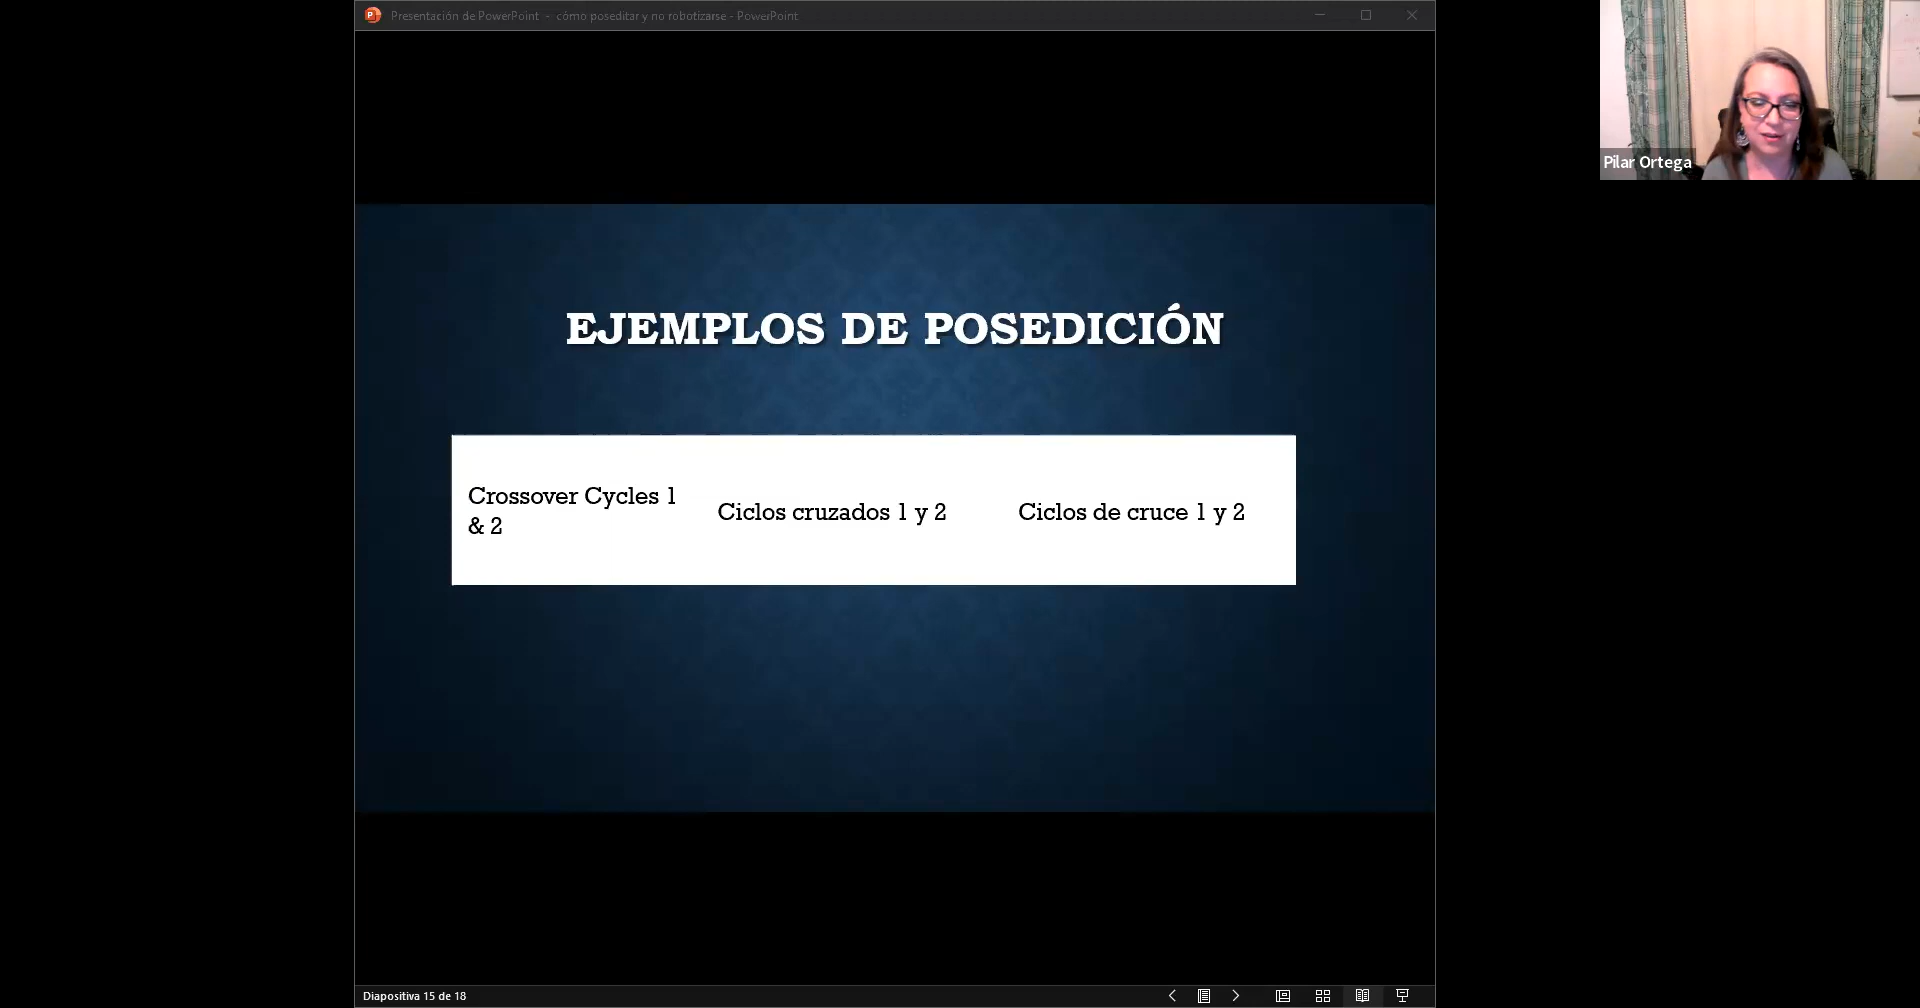 Presentación de PowerPoint - cómo poseditar y no robotizarse - PowerPoint
Pilar Ortega
EJEMPLOS DE POSEDICIÓN
Crossover Cycles 1
& 2
Ciclos cruzados 1 y 2
Ciclos de cruce 1 y 2
Diapositiva 15 de 18